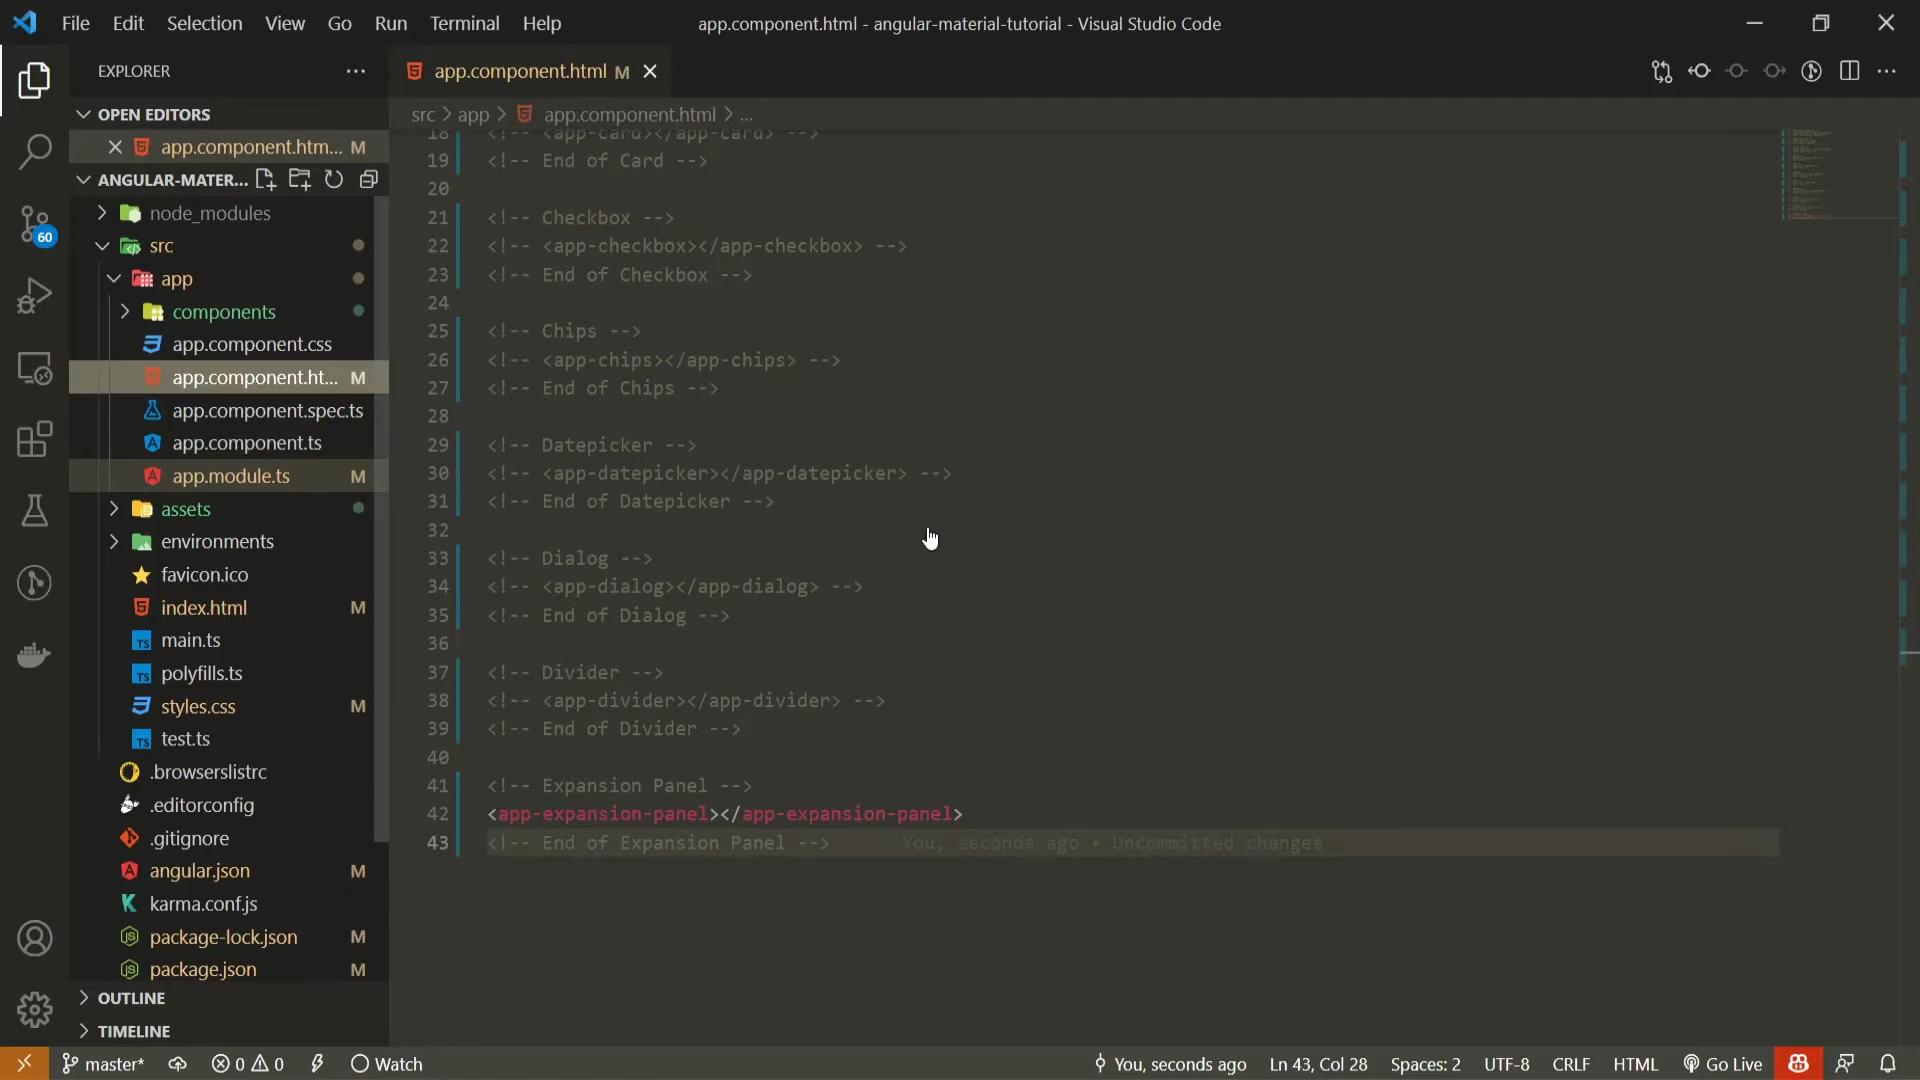 File Edit Selection View Go Run Terminal Help
app.component.html - angular-material-tutorial - Visual Studio Code
EXPLORER
app.component.html M
OPEN EDITORS
app.component.htm... M
ANGULAR-MATER...
node_modules
src
app
components
app.component.css
app.component.ht... M
app.component.spec.ts
app.component.ts
app.module.ts M
assets
environments
favicon.ico
index.html M
main.ts
polyfills.ts
styles.css M
test.ts
.browserslistrc
.editorconfig
.gitignore
angular.json M
karma.conf.js
package-lock.json M
package.json M
OUTLINE
TIMELINE
60
src > app > app.component.html > ...
18 <!-- <app-card></app-card> -->
19 <!-- End of Card -->
20
21 <!-- Checkbox -->
22 <!-- <app-checkbox></app-checkbox> -->
23 <!-- End of Checkbox -->
24
25 <!-- Chips -->
26 <!-- <app-chips></app-chips> -->
27 <!-- End of Chips -->
28
29 <!-- Datepicker -->
30 <!-- <app-datepicker></app-datepicker> -->
31 <!-- End of Datepicker -->
32
33 <!-- Dialog -->
34 <!-- <app-dialog></app-dialog> -->
35 <!-- End of Dialog -->
36
37 <!-- Divider -->
38 <!-- <app-divider></app-divider> -->
39 <!-- End of Divider -->
40
41 <!-- Expansion Panel -->
42 <app-expansion-panel></app-expansion-panel>
43 <!-- End of Expansion Panel --> You, seconds ago • Uncommitted changes
master* 0 0 Watch You, seconds ago Ln 43, Col 28 Spaces: 2 UTF-8 CRLF HTML Go Live